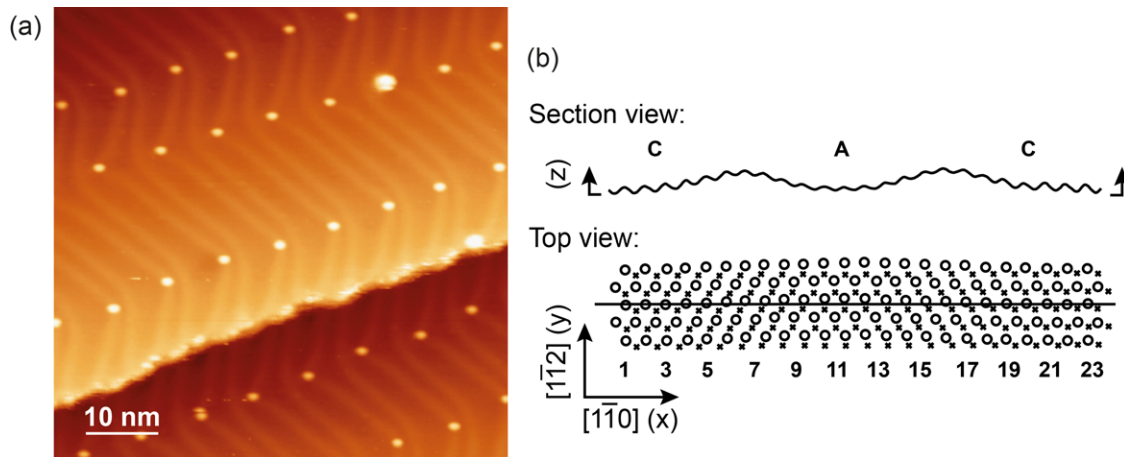 (a)
10 nm
(b)
Section view:
C A C
(z)
Top view:
[11̅2] (y)
1 3 5 7 9 11 13 15 17 19 21 23
[11̅0] (x)